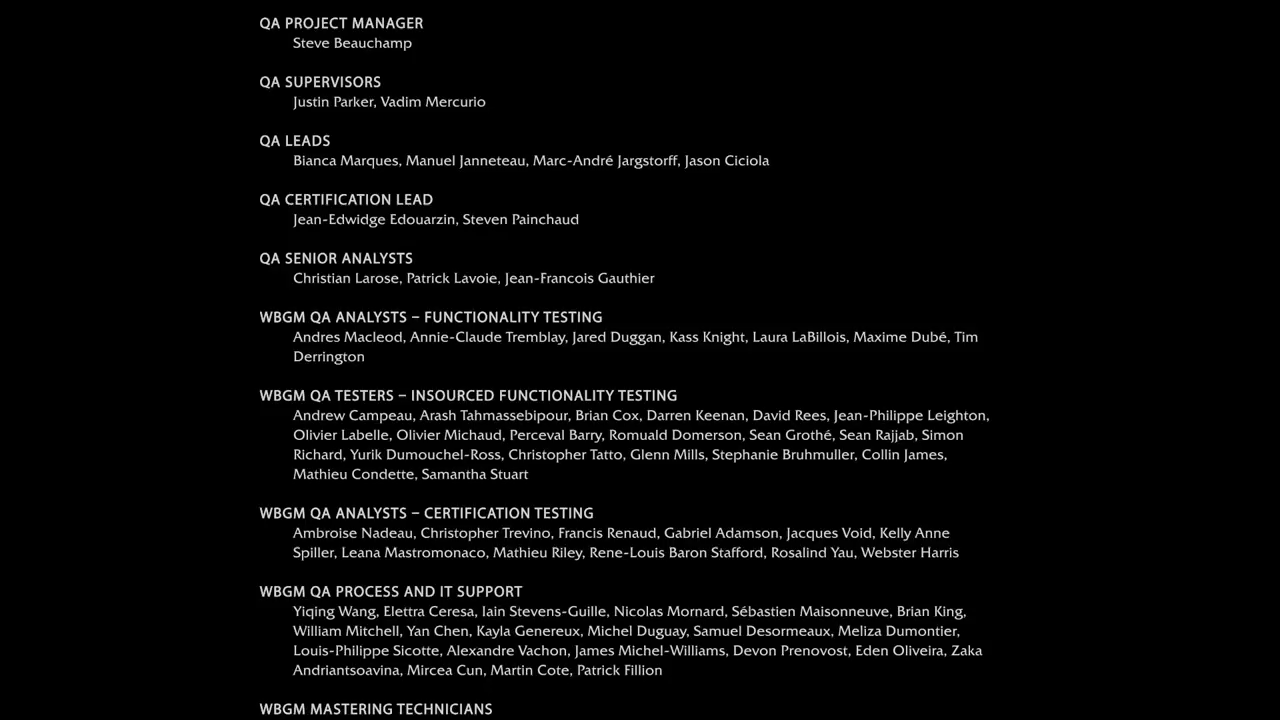 QA PROJECT MANAGER
Steve Beauchamp
QA SUPERVISORS
Justin Parker, Vadim Mercurio
QA LEADS
Bianca Marques, Manuel Janneteau, Marc-André Jargstorff, Jason Ciciola
QA CERTIFICATION LEAD
Jean-Edwidge Edouarzin, Steven Painchaud
QA SENIOR ANALYSTS
Christian Larose, Patrick Lavoie, Jean-Francois Gauthier
WBGM QA ANALYSTS – FUNCTIONALITY TESTING
Andres Macleod, Annie-Claude Tremblay, Jared Duggan, Kass Knight, Laura LaBillois, Maxime Dubé, Tim
Derrington
WBGM QA TESTERS – INSOURCED FUNCTIONALITY TESTING
Andrew Campeau, Arash Tahmassebipour, Brian Cox, Darren Keenan, David Rees, Jean-Philippe Leighton,
Olivier Labelle, Olivier Michaud, Perceval Barry, Romuald Domerson, Sean Grothé, Sean Rajjab, Simon
Richard, Yurik Dumouchel-Ross, Christopher Tatto, Glenn Mills, Stephanie Bruhmuller, Collin James,
Mathieu Condette, Samantha Stuart
WBGM QA ANALYSTS – CERTIFICATION TESTING
Ambroise Nadeau, Christopher Trevino, Francis Renaud, Gabriel Adamson, Jacques Void, Kelly Anne
Spiller, Leana Mastromonaco, Mathieu Riley, Rene-Louis Baron Stafford, Rosalind Yau, Webster Harris
WBGM QA PROCESS AND IT SUPPORT
Yiqing Wang, Elettra Ceresa, Iain Stevens-Guille, Nicolas Mornard, Sébastien Maisonneuve, Brian King,
William Mitchell, Yan Chen, Kayla Genereux, Michel Duguay, Samuel Desormeaux, Meliza Dumontier,
Louis-Philippe Sicotte, Alexandre Vachon, James Michel-Williams, Devon Prenovost, Eden Oliveira, Zaka
Andriantsoavina, Mircea Cun, Martin Cote, Patrick Fillion
WBGM MASTERING TECHNICIANS